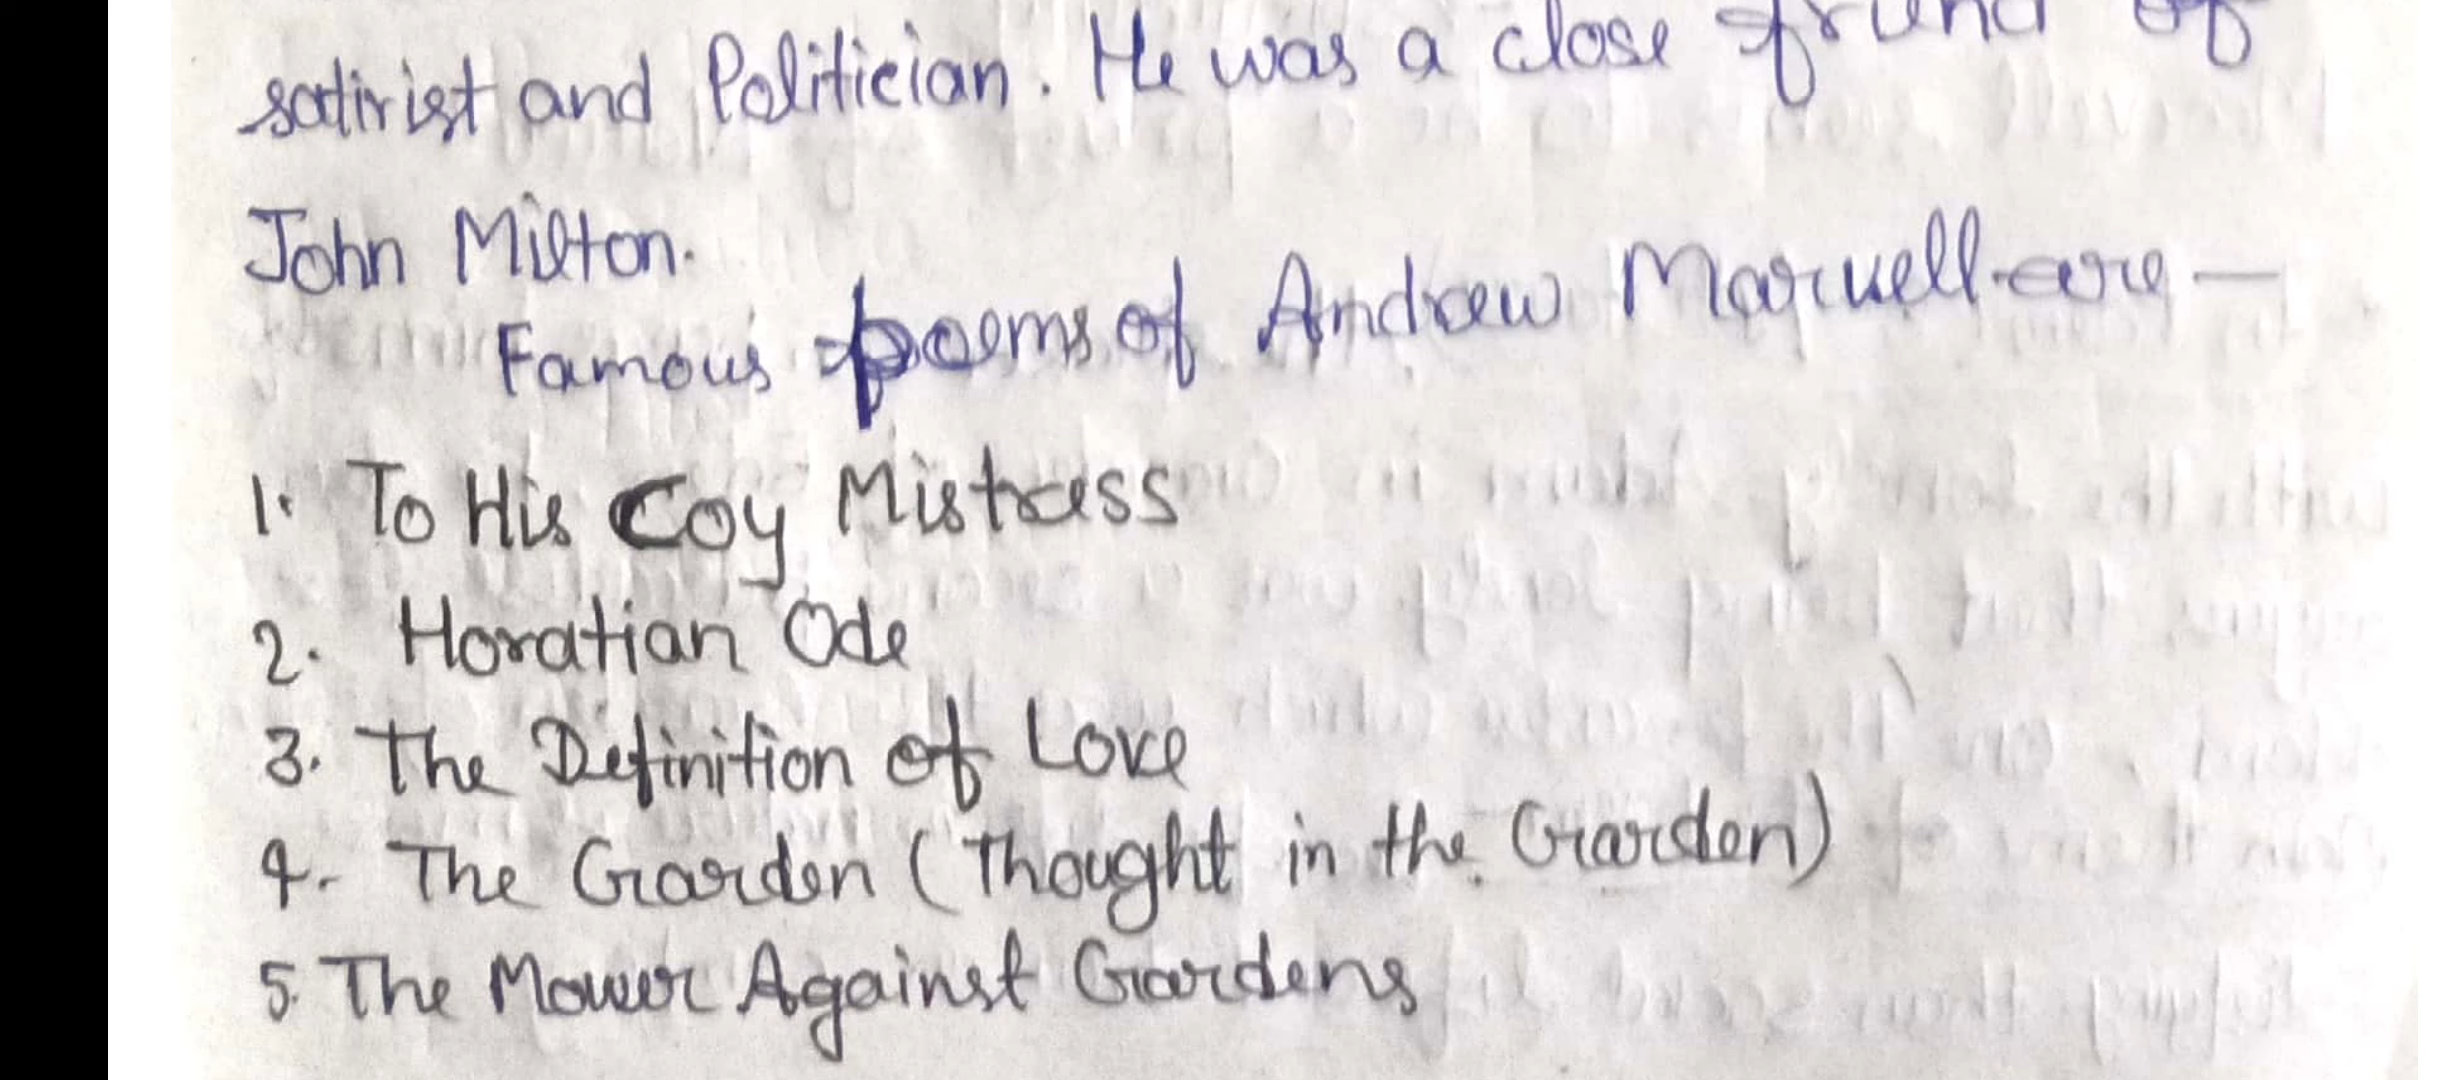 satirist and Politician. He was a close friend of
John Milton.
Famous poems of Andrew Marvell are —
1. To His Coy Mistress
2. Horatian Ode
3. The Definition of Love
4. The Garden (Thought in the Garden)
5. The Mower Against Gardens